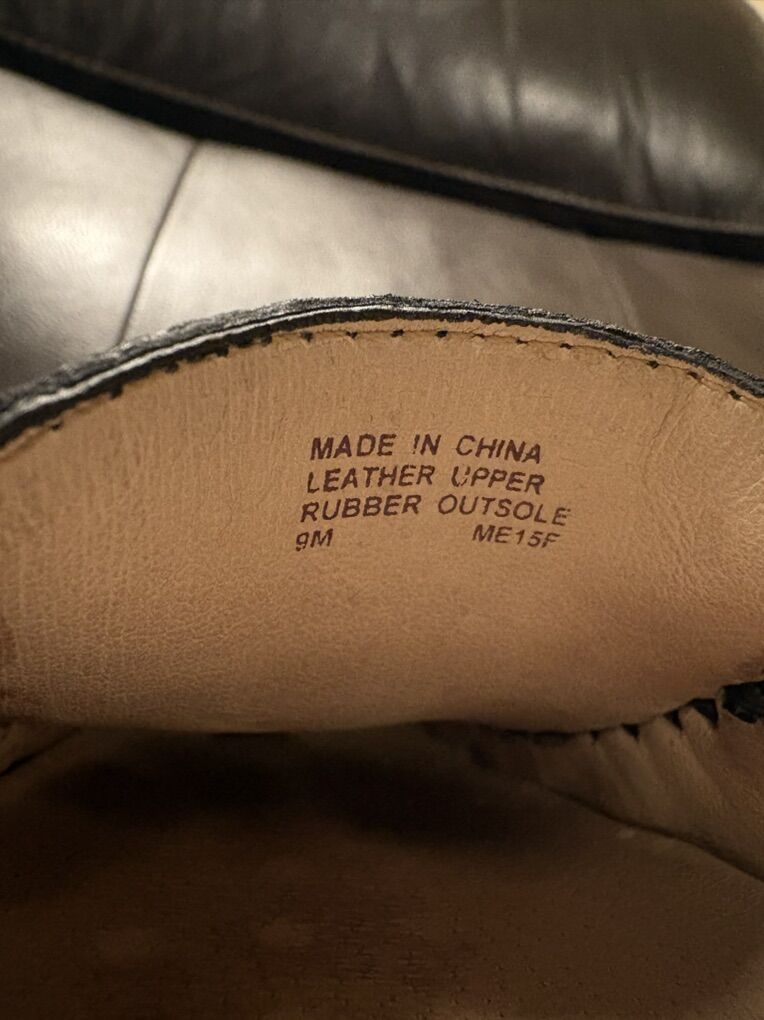 MADE IN CHINA
LEATHER UPPER
RUBBER OUTSOLE
9M ME15F